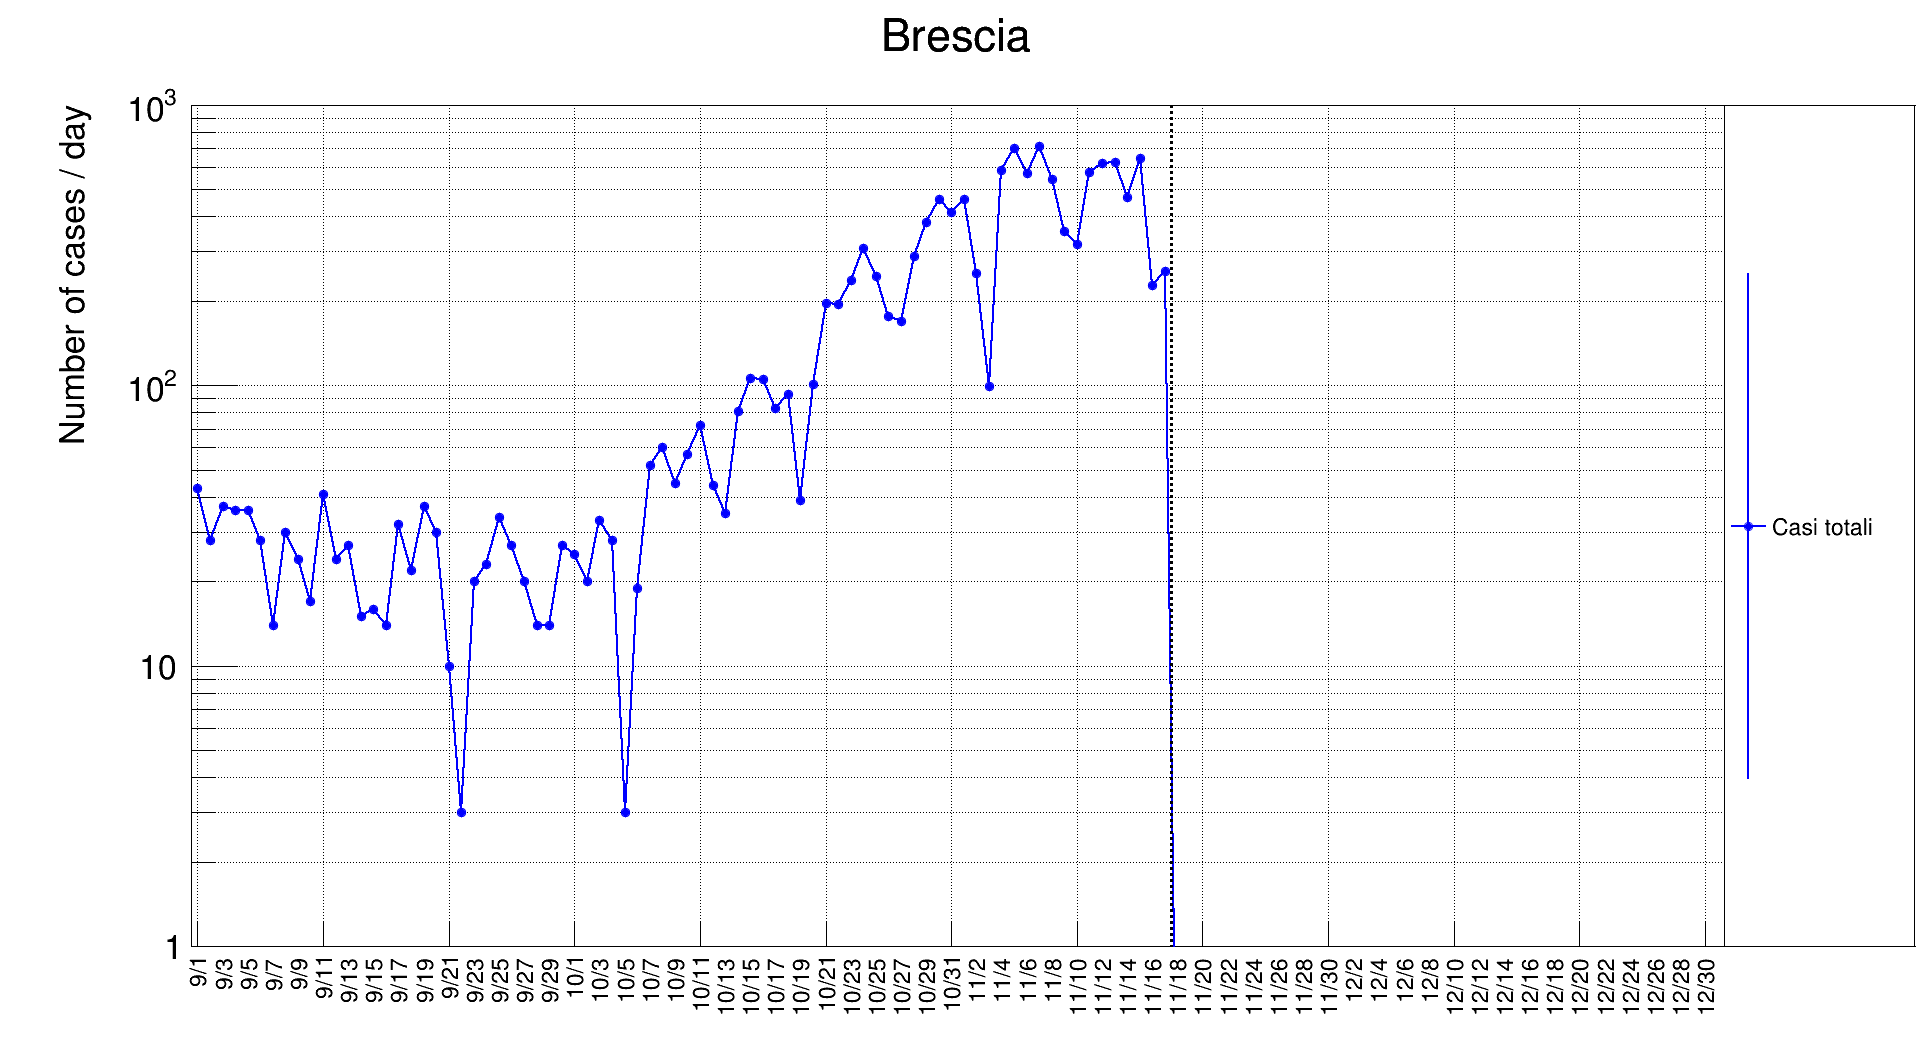 Brescia
Number of cases / day
10³
10²
10
1
9/1 9/3 9/5 9/7 9/9 9/11 9/13 9/15 9/17 9/19 9/21 9/23 9/25 9/27 9/29 10/1 10/3 10/5 10/7 10/9 10/11 10/13 10/15 10/17 10/19 10/21 10/23 10/25 10/27 10/29 10/31 11/2 11/4 11/6 11/8 11/10 11/12 11/14 11/16 11/18 11/20 11/22 11/24 11/26 11/28 11/30 12/2 12/4 12/6 12/8 12/10 12/12 12/14 12/16 12/18 12/20 12/22 12/24 12/26 12/28 12/30
Casi totali